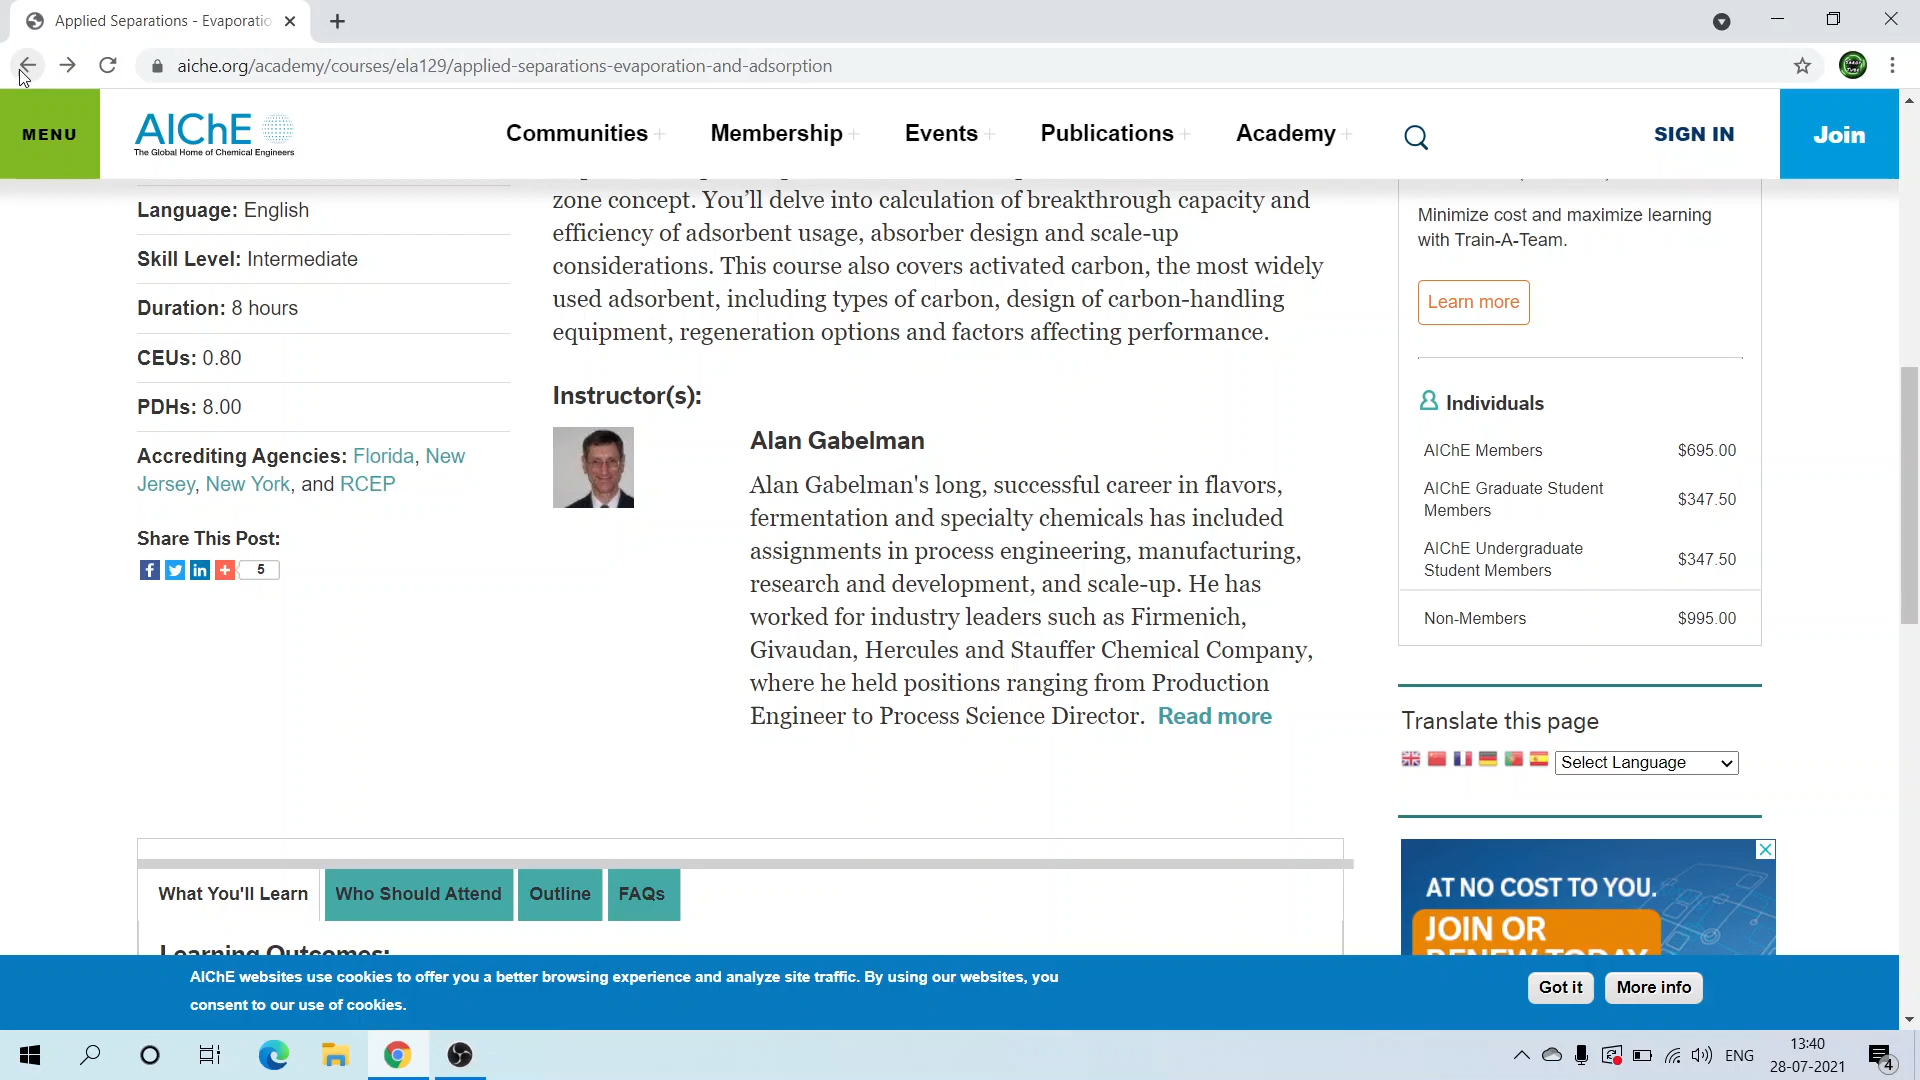 Applied Separations - Evaporatio
aiche.org/academy/courses/ela129/applied-separations-evaporation-and-adsorption
MENU
AIChE
The Global Home of Chemical Engineers
Communities +
Membership +
Events +
Publications +
Academy +
SIGN IN
Join
Language: English
Skill Level: Intermediate
Duration: 8 hours
CEUs: 0.80
PDHs: 8.00
Accrediting Agencies: Florida, New
Jersey, New York, and RCEP
Share This Post:
5
zone concept. You’ll delve into calculation of breakthrough capacity and
efficiency of adsorbent usage, absorber design and scale-up
considerations. This course also covers activated carbon, the most widely
used adsorbent, including types of carbon, design of carbon-handling
equipment, regeneration options and factors affecting performance.
Instructor(s):
Alan Gabelman
Alan Gabelman's long, successful career in flavors,
fermentation and specialty chemicals has included
assignments in process engineering, manufacturing,
research and development, and scale-up. He has
worked for industry leaders such as Firmenich,
Givaudan, Hercules and Stauffer Chemical Company,
where he held positions ranging from Production
Engineer to Process Science Director. Read more
Minimize cost and maximize learning
with Train-A-Team.
Learn more
Individuals
AIChE Members $695.00
AIChE Graduate Student
Members $347.50
AIChE Undergraduate
Student Members $347.50
Non-Members $995.00
Translate this page
Select Language
AT NO COST TO YOU.
JOIN OR
RENEW TODAY
What You'll Learn
Who Should Attend
Outline
FAQs
Learning Outcomes:
AIChE websites use cookies to offer you a better browsing experience and analyze site traffic. By using our websites, you
consent to our use of cookies.
Got it
More info
ENG
13:40
28-07-2021
4